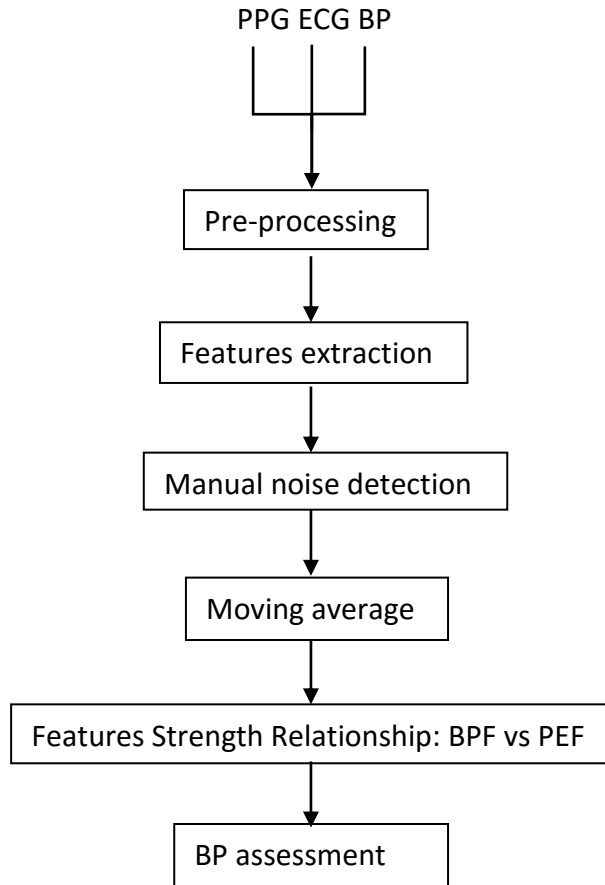 PPG ECG BP
Pre-processing
Features extraction
Manual noise detection
Moving average
Features Strength Relationship: BPF vs PEF
BP assessment